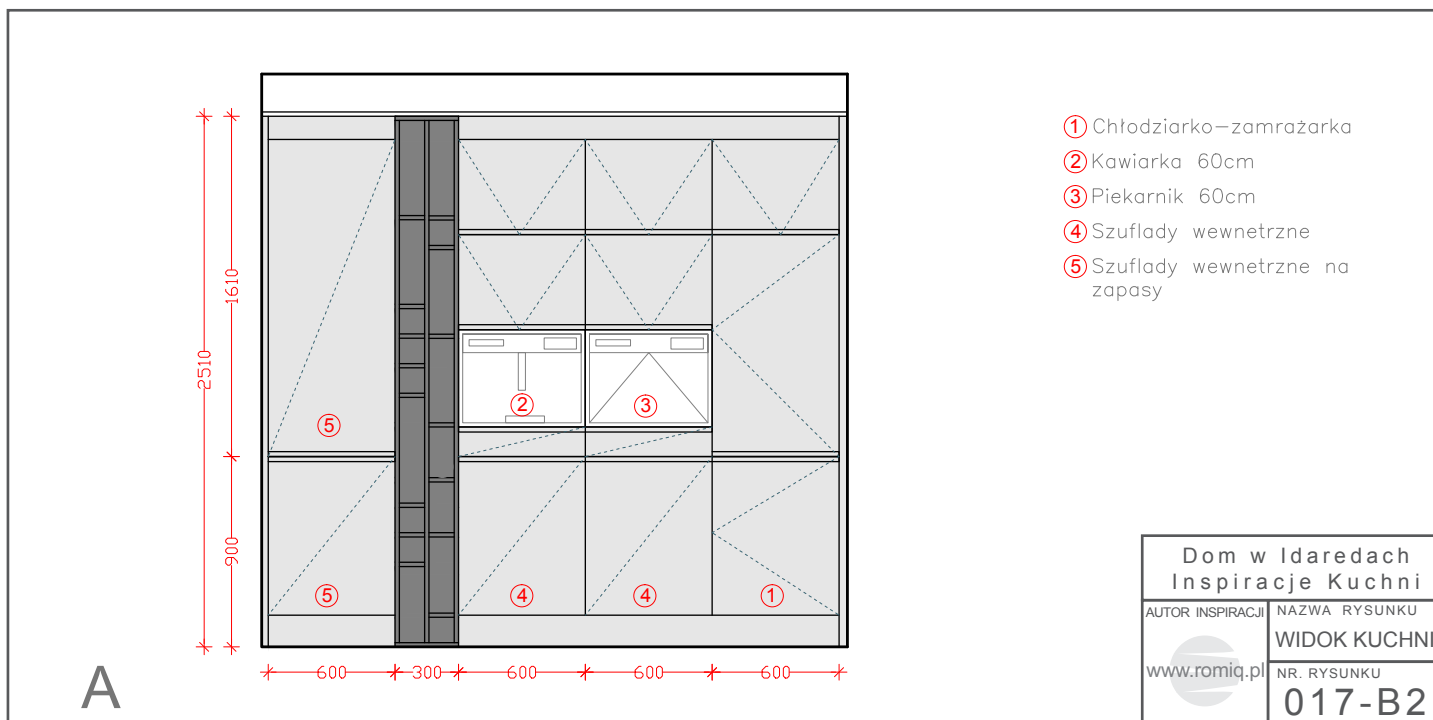 1 Chłodziarko-zamrażarka
2 Kawiarka 60cm
3 Piekarnik 60cm
4 Szuflady wewnetrzne
5 Szuflady wewnetrzne na
zapasy
2510
1610
900
5
2
3
5
4
4
1
600
300
600
600
600
A
Dom w Idaredach
Inspiracje Kuchni
AUTOR INSPIRACJI
www.romiq.pl
NAZWA RYSUNKU
WIDOK KUCHNI
NR. RYSUNKU
017-B2